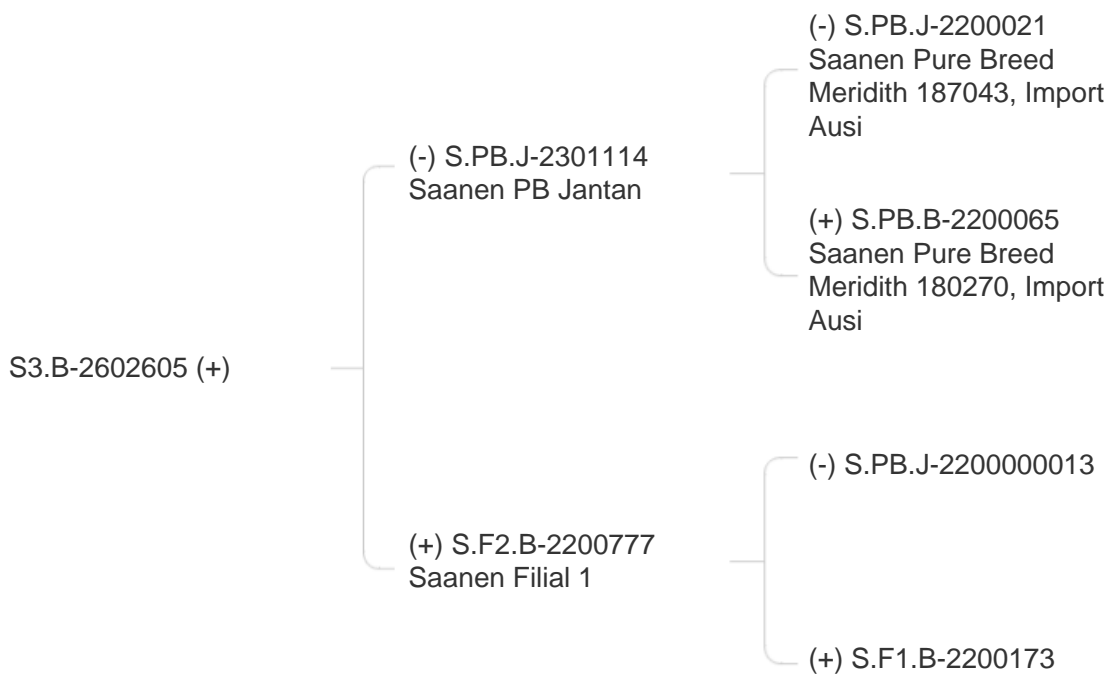 (-) S.PB.J-2200021
Saanen Pure Breed
Meridith 187043, Import
Ausi
(-) S.PB.J-2301114
Saanen PB Jantan
(+) S.PB.B-2200065
Saanen Pure Breed
Meridith 180270, Import
Ausi
S3.B-2602605 (+)
(-) S.PB.J-2200000013
(+) S.F2.B-2200777
Saanen Filial 1
(+) S.F1.B-2200173